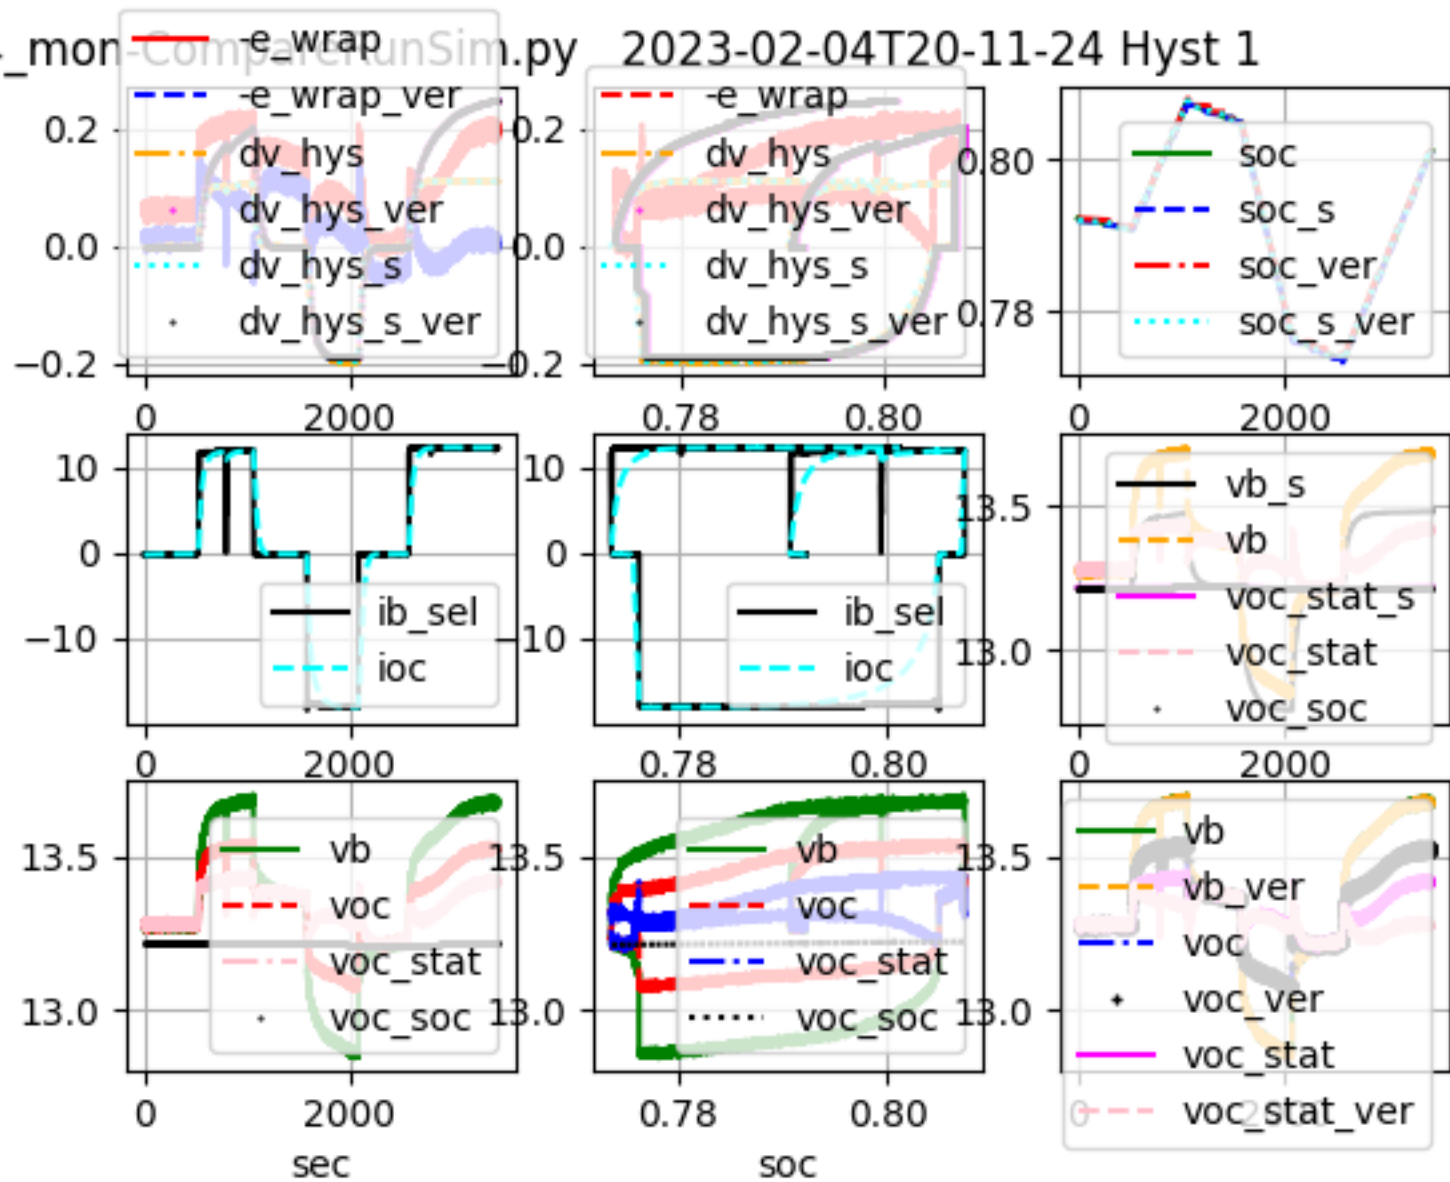 _mon-CompareRunSim.py 2023-02-04T20-11-24 Hyst 1
0.2
0.0
−0.2
0 2000
-e_wrap
-e_wrap_ver
dv_hys
dv_hys_ver
dv_hys_s
dv_hys_s_ver
0.2
0.0
−0.2
0.78 0.80
-e_wrap
dv_hys
dv_hys_ver
dv_hys_s
dv_hys_s_ver
0.80
0.78
0 2000
soc
soc_s
soc_ver
soc_s_ver
10
0
−10
0 2000
ib_sel
ioc
10
0
−10
0.78 0.80
ib_sel
ioc
13.5
13.0
0 2000
vb_s
vb
voc_stat_s
voc_stat
voc_soc
13.5
13.0
0 2000
sec
vb
voc
voc_stat
voc_soc
13.5
13.0
0.78 0.80
soc
vb
voc
voc_stat
voc_soc
13.5
13.0
0 2000
vb
vb_ver
voc
voc_ver
voc_stat
voc_stat_ver